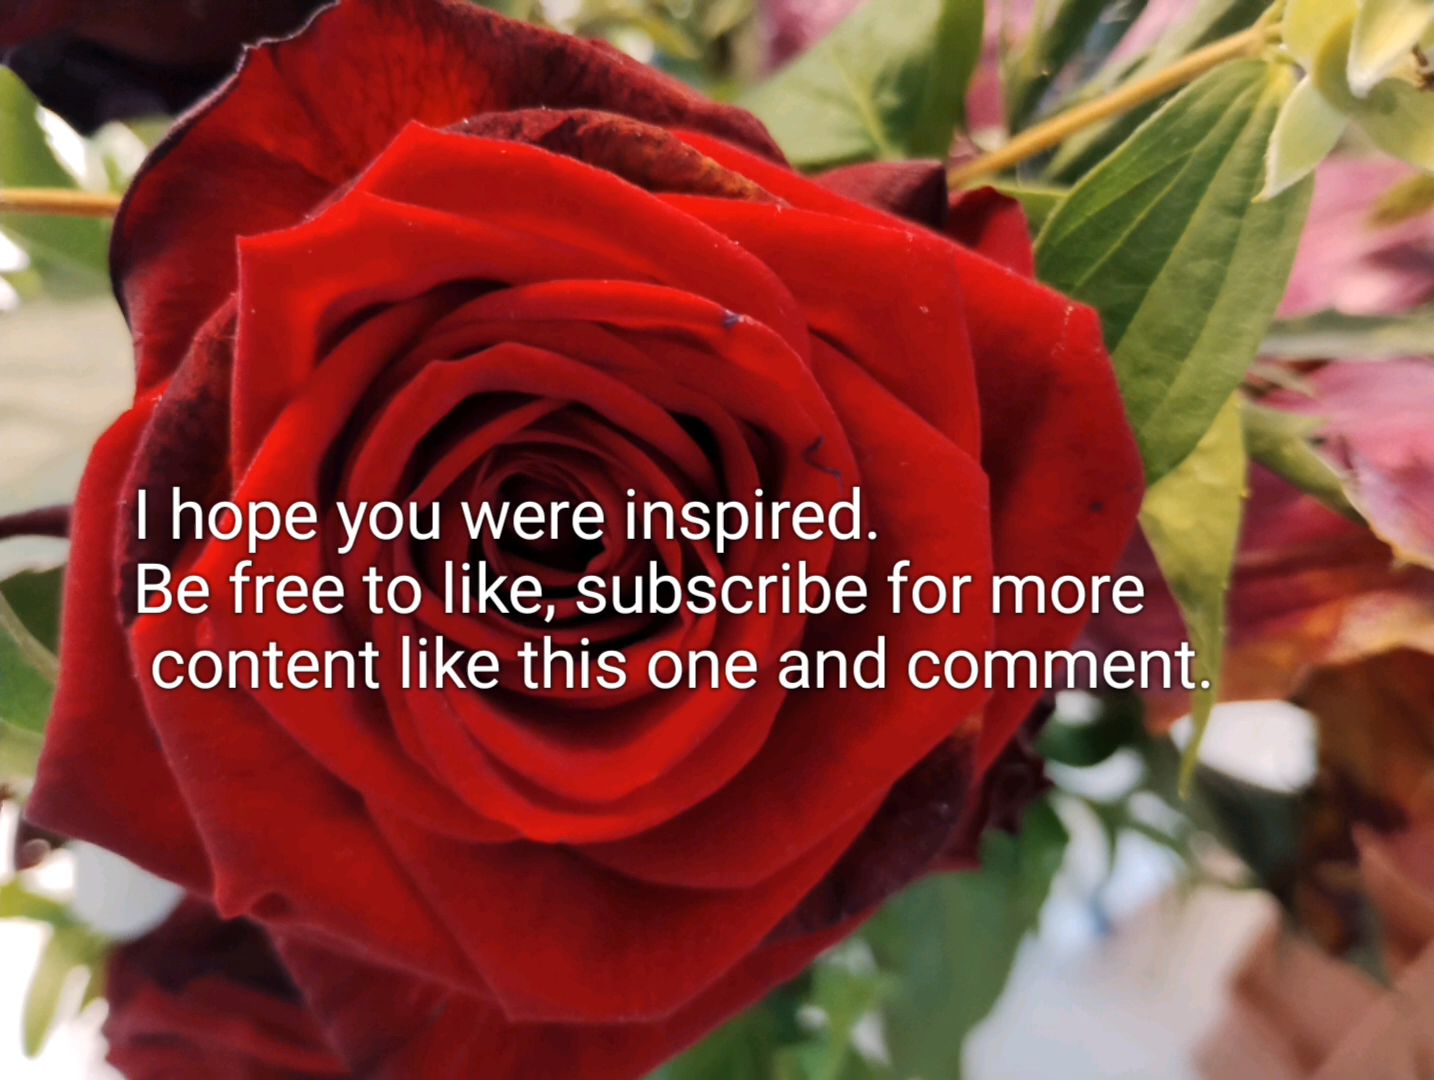 I hope you were inspired.
Be free to like, subscribe for more
content like this one and comment.